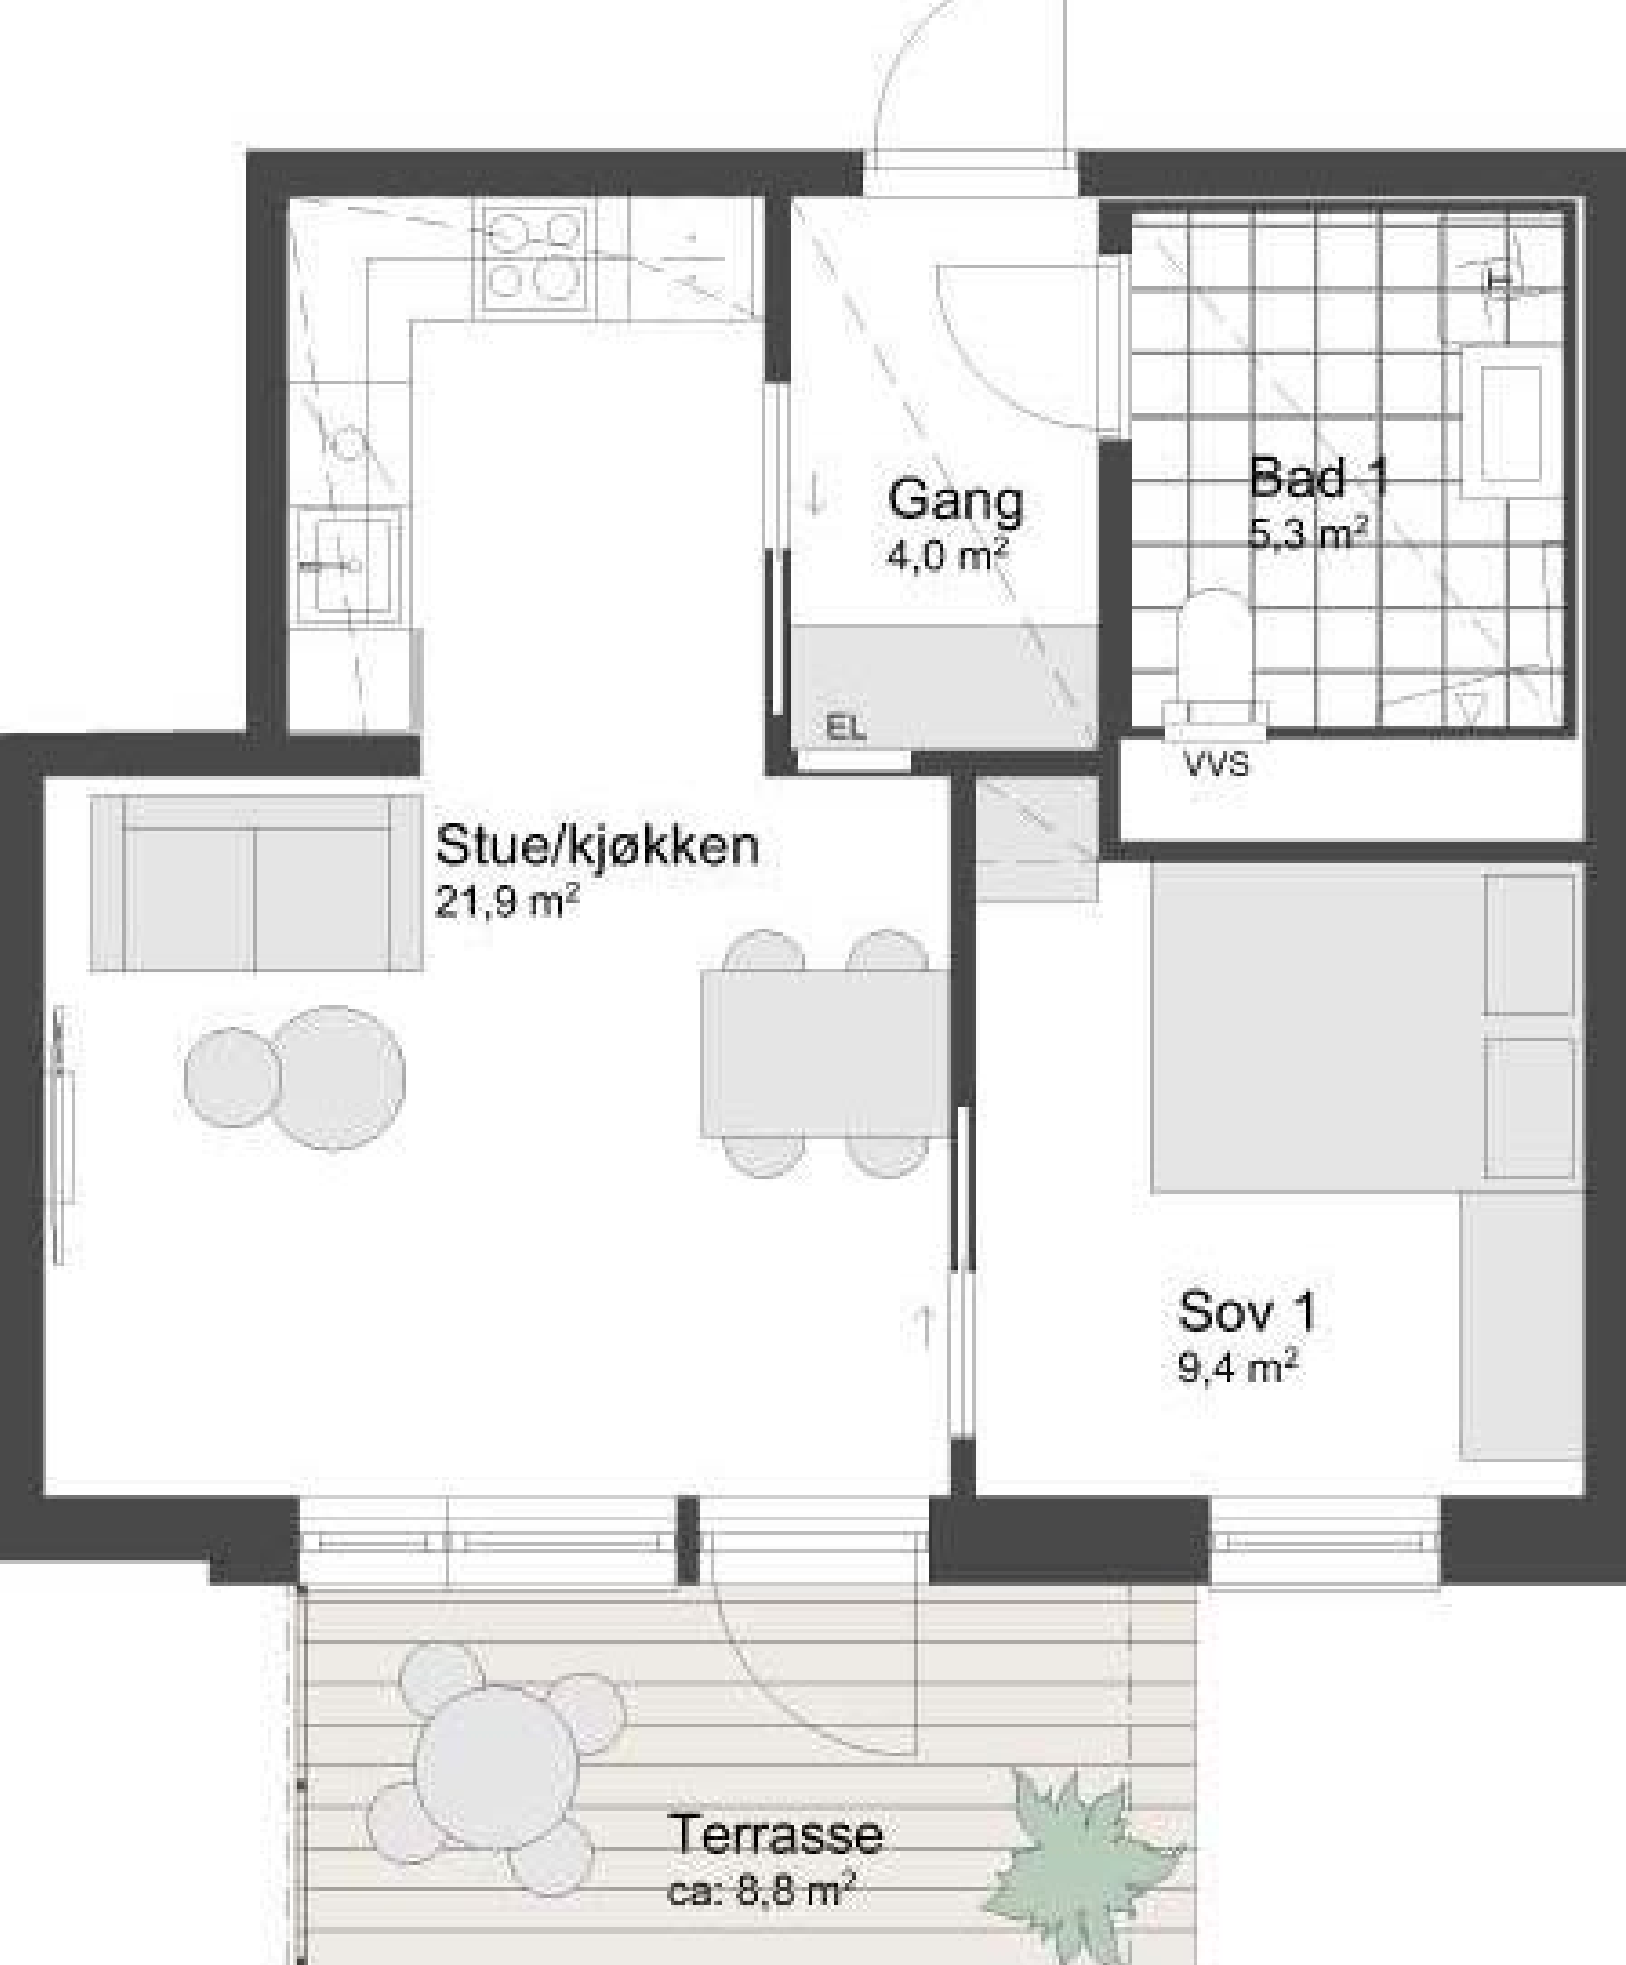 Gang
4,0 m²
Bad 1
5,3 m²
EL
VVS
Stue/kjøkken
21,9 m²
Sov 1
9,4 m²
Terrasse
ca: 8,8 m²